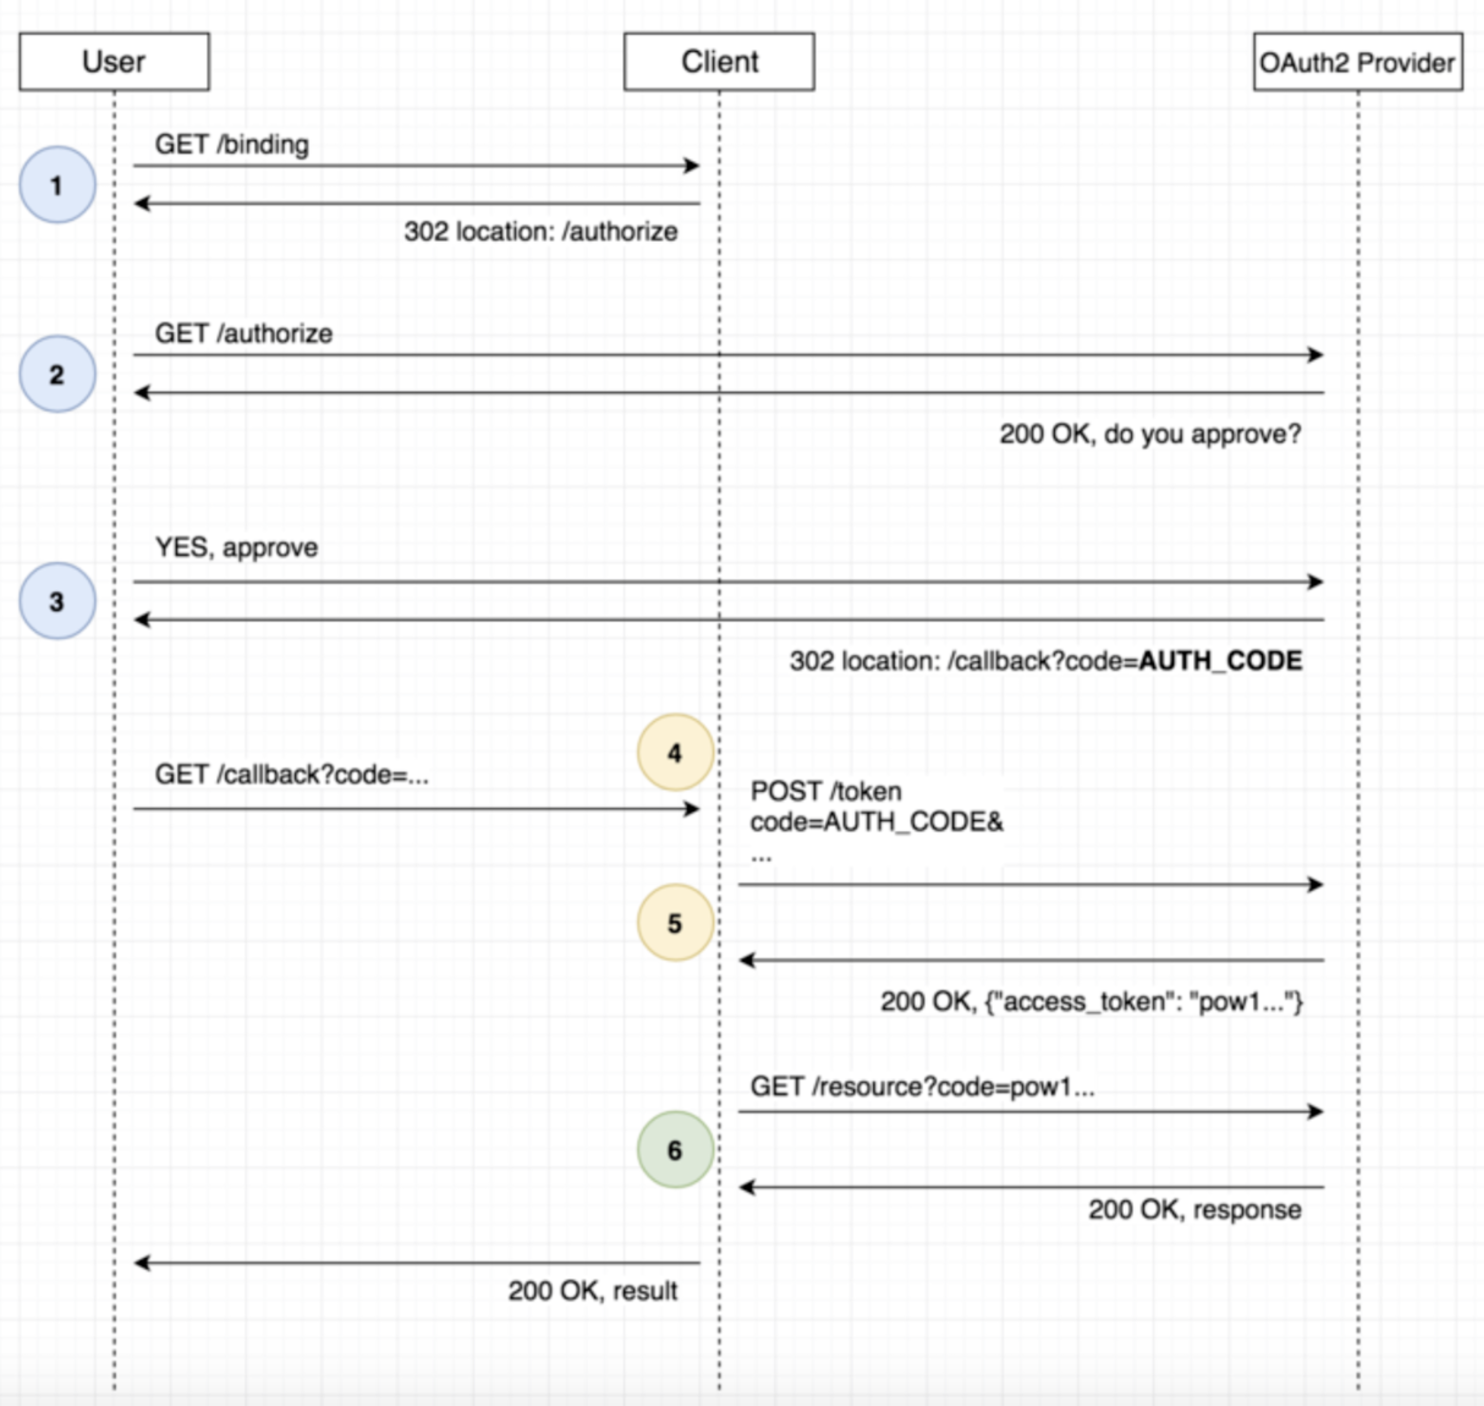 User
Client
OAuth2 Provider
GET /binding
1
302 location: /authorize
GET /authorize
2
200 OK, do you approve?
YES, approve
3
302 location: /callback?code=AUTH_CODE
4
GET /callback?code=...
POST /token
code=AUTH_CODE&
...
5
200 OK, {"access_token": "pow1..."}
GET /resource?code=pow1...
6
200 OK, response
200 OK, result